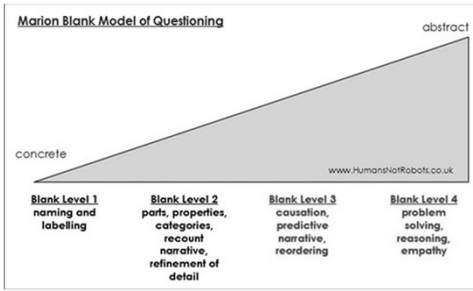 Marion Blank Model of Questioning
abstract
concrete
www.HumansNotRobots.co.uk
Blank Level 1
naming and
labelling
Blank Level 2
parts, properties,
categories,
recount
narrative,
refinement of
detail
Blank Level 3
causation,
predictive
narrative,
reordering
Blank Level 4
problem
solving,
reasoning,
empathy